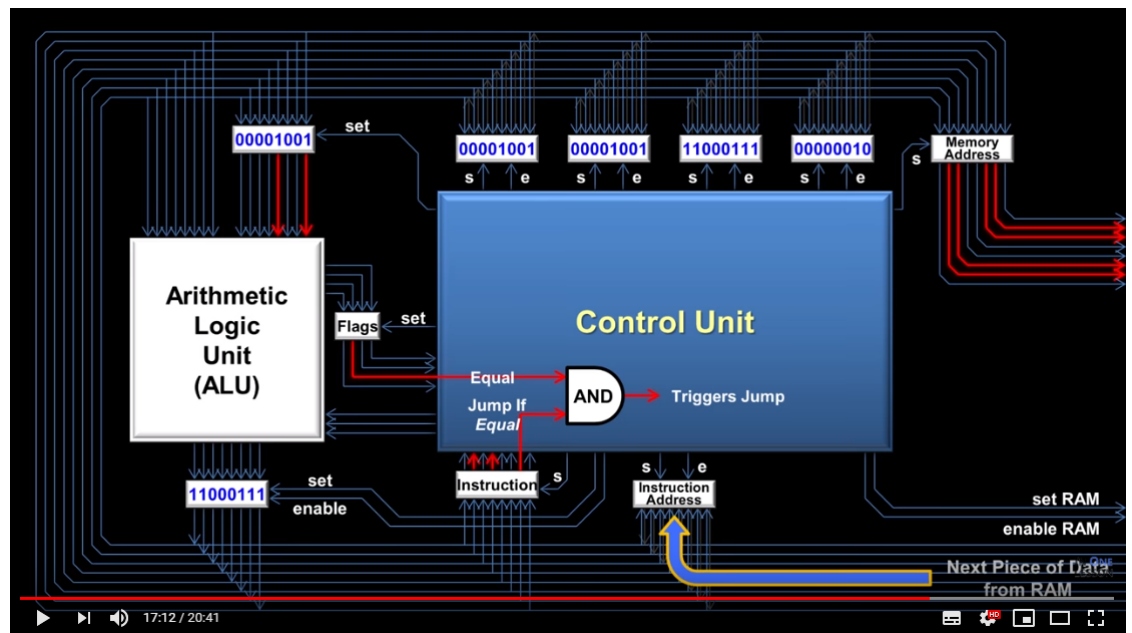 00001001
set
00001001
00001001
11000111
00000010
Memory
Address
s
e
s
e
s
e
s
e
s
Arithmetic
Logic
Unit
(ALU)
Flags
set
Control Unit
Equal
Jump If
Equal
AND
Triggers Jump
11000111
set
enable
Instruction
s
s
e
Instruction
Address
set RAM
enable RAM
Next Piece of Data
from RAM
17:12 / 20:41
HD